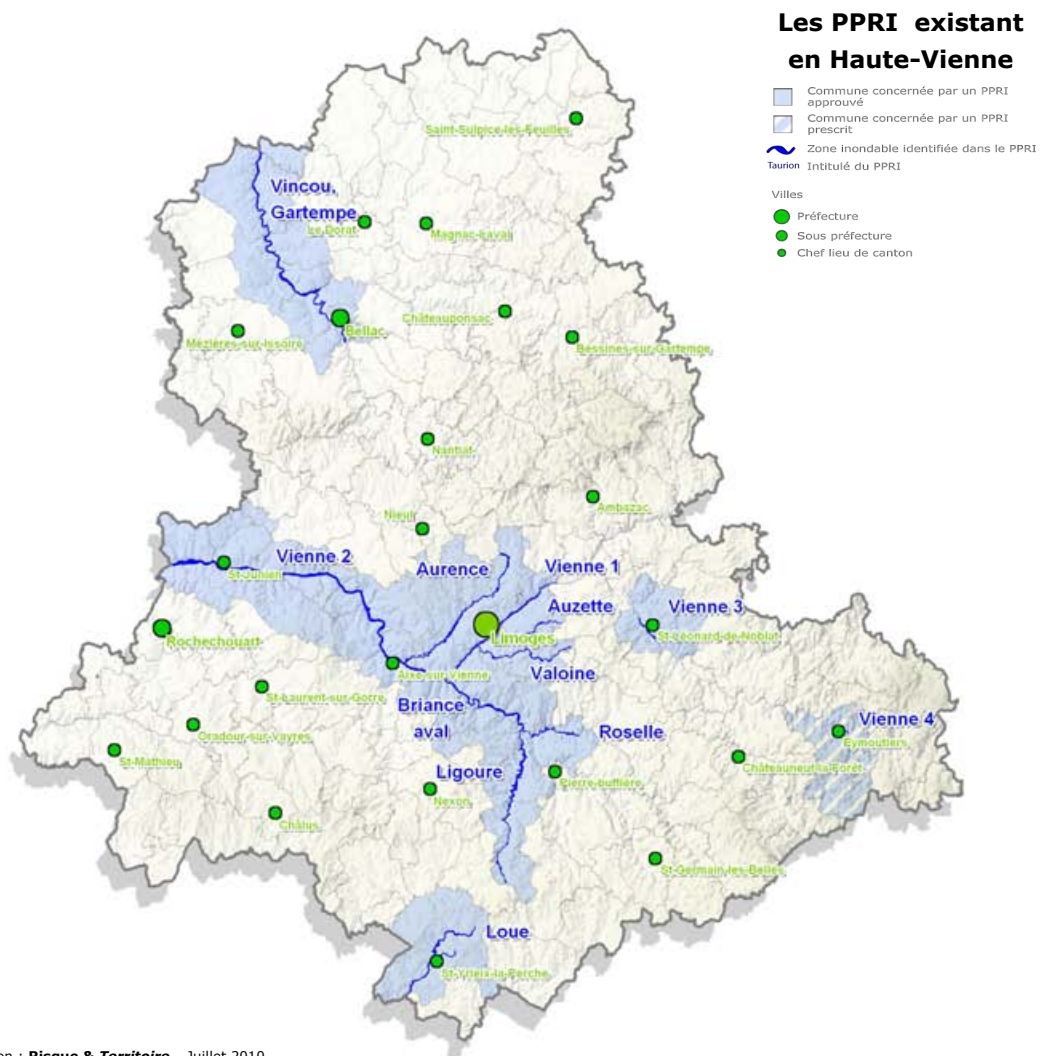 Les PPRI existant
en Haute-Vienne
Commune concernée par un PPRI
approuvé
Commune concernée par un PPRI
prescrit
Zone inondable identifiée dans le PPRI
Taurion Intitulé du PPRI
Villes
Préfecture
Sous préfecture
Chef lieu de canton
Saint-Sulpice-les-Feuilles
Vincou,
Gartempe
Le Dorat
Magnac-Laval
Châteauponsac
Bellac
Mézières-sur-Issoire
Bessines-sur-Gartempe
Nantiat
Ambazac
Nieul
Vienne 2
Aurence
Vienne 1
St-Junien
Auzette
Vienne 3
Limoges
St-Léonard-de-Noblat
Rochechouart
Aixe-sur-Vienne
Valoine
St-Laurent-sur-Gorre
Briance
aval
Vienne 4
Oradour-sur-Vayres
Roselle
Eymoutiers
St-Mathieu
Châteauneuf-la-Forêt
Ligoure
Pierre-buffière
Nexon
Châlus
St-Germain-les-Belles
Loue
St-Yrieix-la-Perche
: Risque & Territoire - Juillet 2010